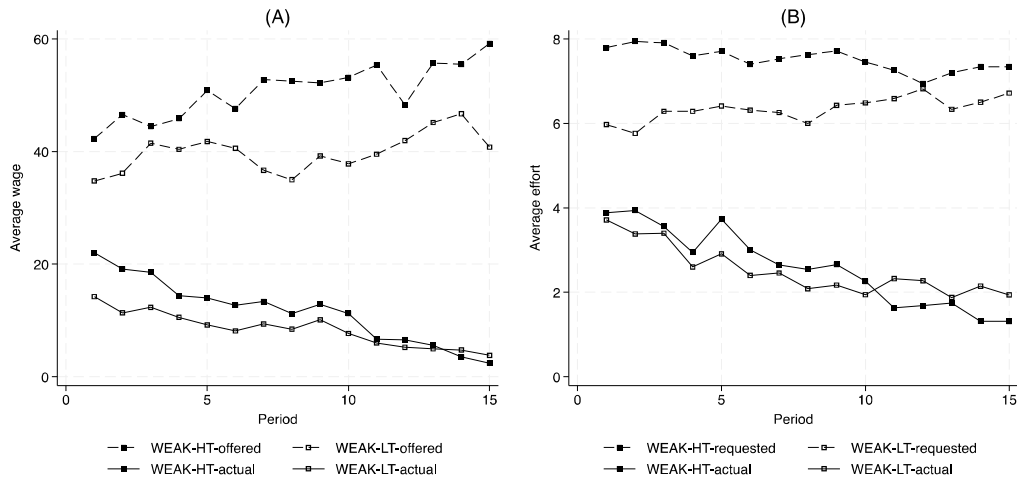 (A)
Average wage
60
40
20
0
0 5 10 15
Period
WEAK-HT-offered WEAK-LT-offered
WEAK-HT-actual WEAK-LT-actual
(B)
Average effort
8
6
4
2
0
0 5 10 15
Period
WEAK-HT-requested WEAK-LT-requested
WEAK-HT-actual WEAK-LT-actual